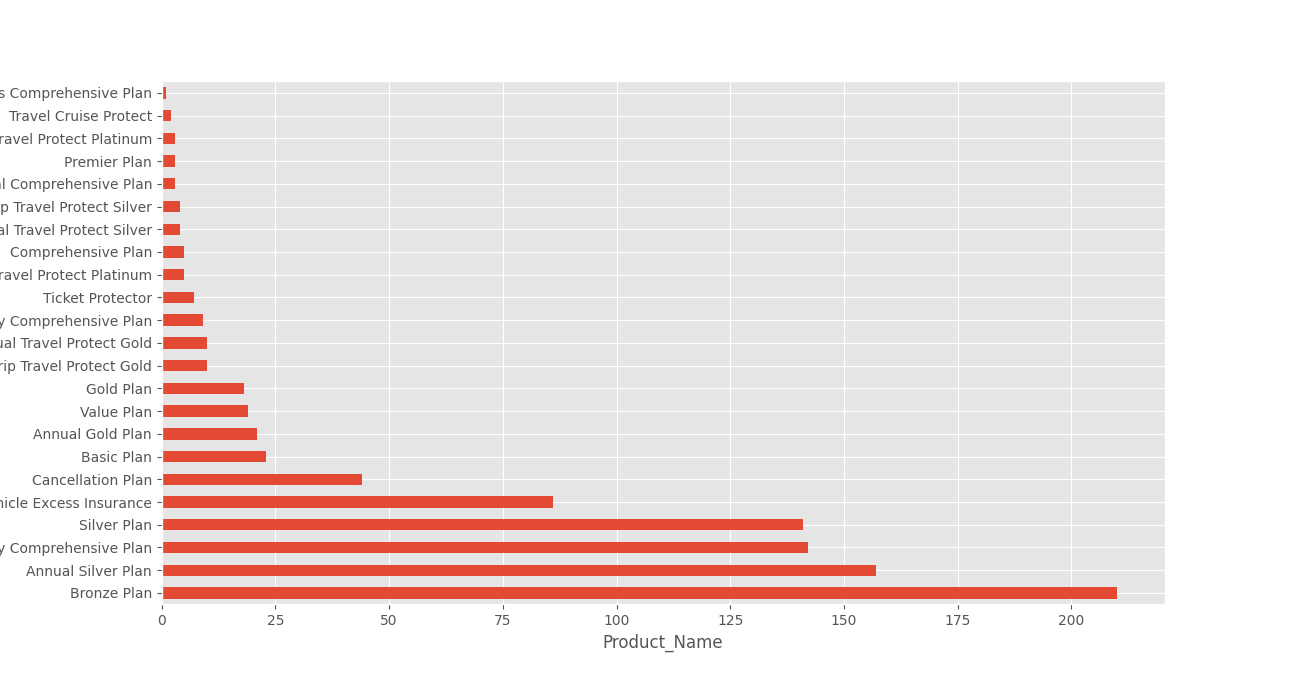 s Comprehensive Plan
Travel Cruise Protect
ravel Protect Platinum
Premier Plan
l Comprehensive Plan
p Travel Protect Silver
al Travel Protect Silver
Comprehensive Plan
ravel Protect Platinum
Ticket Protector
y Comprehensive Plan
ual Travel Protect Gold
rip Travel Protect Gold
Gold Plan
Value Plan
Annual Gold Plan
Basic Plan
Cancellation Plan
hicle Excess Insurance
Silver Plan
y Comprehensive Plan
Annual Silver Plan
Bronze Plan
0 25 50 75 100 125 150 175 200
Product_Name